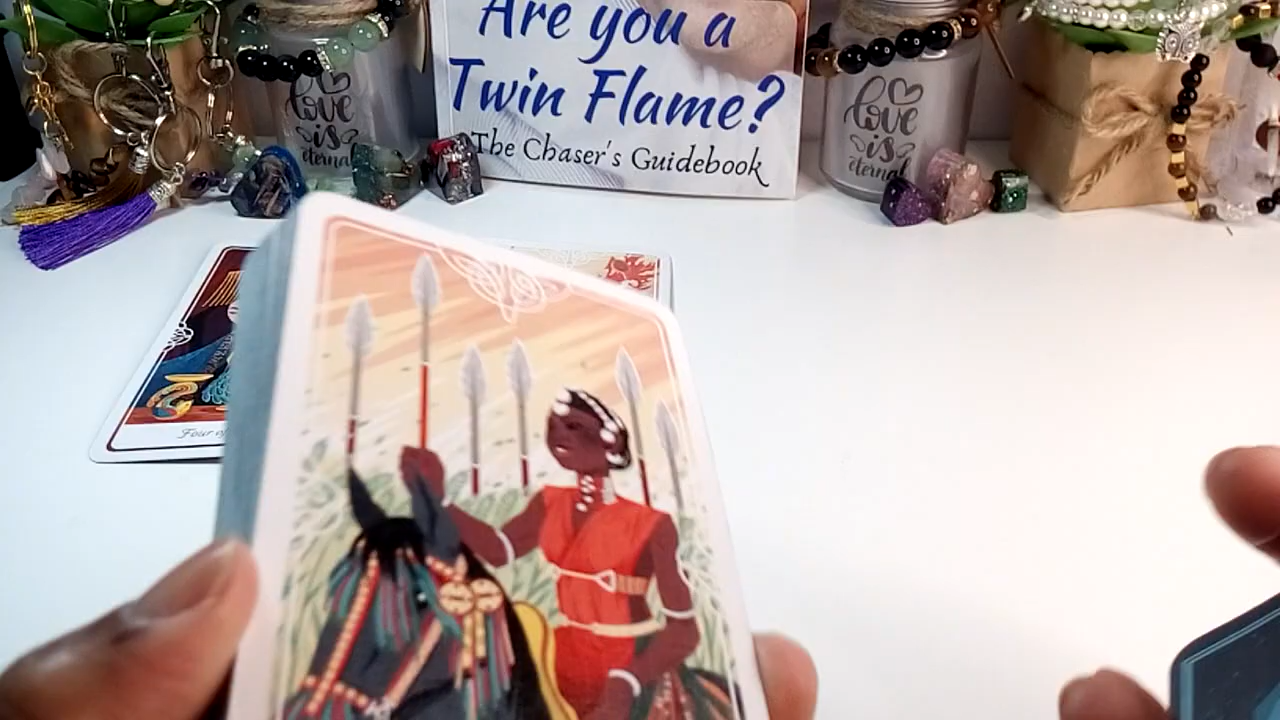 Are you a
Twin Flame?
The Chaser's Guidebook
love
is
eternal
love
is
eternal
Four of